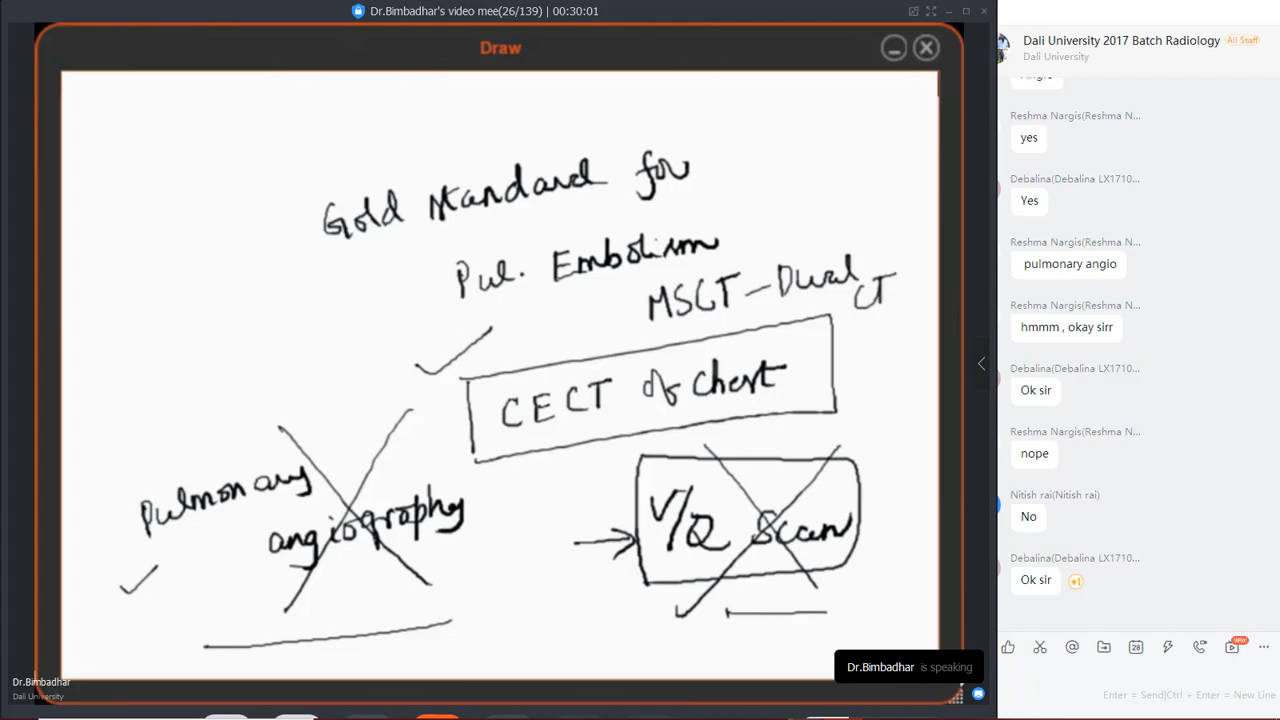 Dr.Bimbadhar's video mee(26/139) | 00:30:01
Draw
Gold standard for
Pul. Embolism
MSCT - Dual CT
CECT of Chest
Pulmonary
angiography
V/Q Scan
Dr.Bimbadhar
Dali University
Dr.Bimbadhar is speaking
Dali University 2017 Batch Radiology All Staff
Dali University
Reshma Nargis(Reshma N...
yes
Debalina(Debalina LX1710...
Yes
Reshma Nargis(Reshma N...
pulmonary angio
Reshma Nargis(Reshma N...
hmmm , okay sirr
Debalina(Debalina LX1710...
Ok sir
Reshma Nargis(Reshma N...
nope
Nitish rai(Nitish rai)
No
Debalina(Debalina LX1710...
Ok sir +1
28
NEW
Enter = Send|Ctrl + Enter = New Line